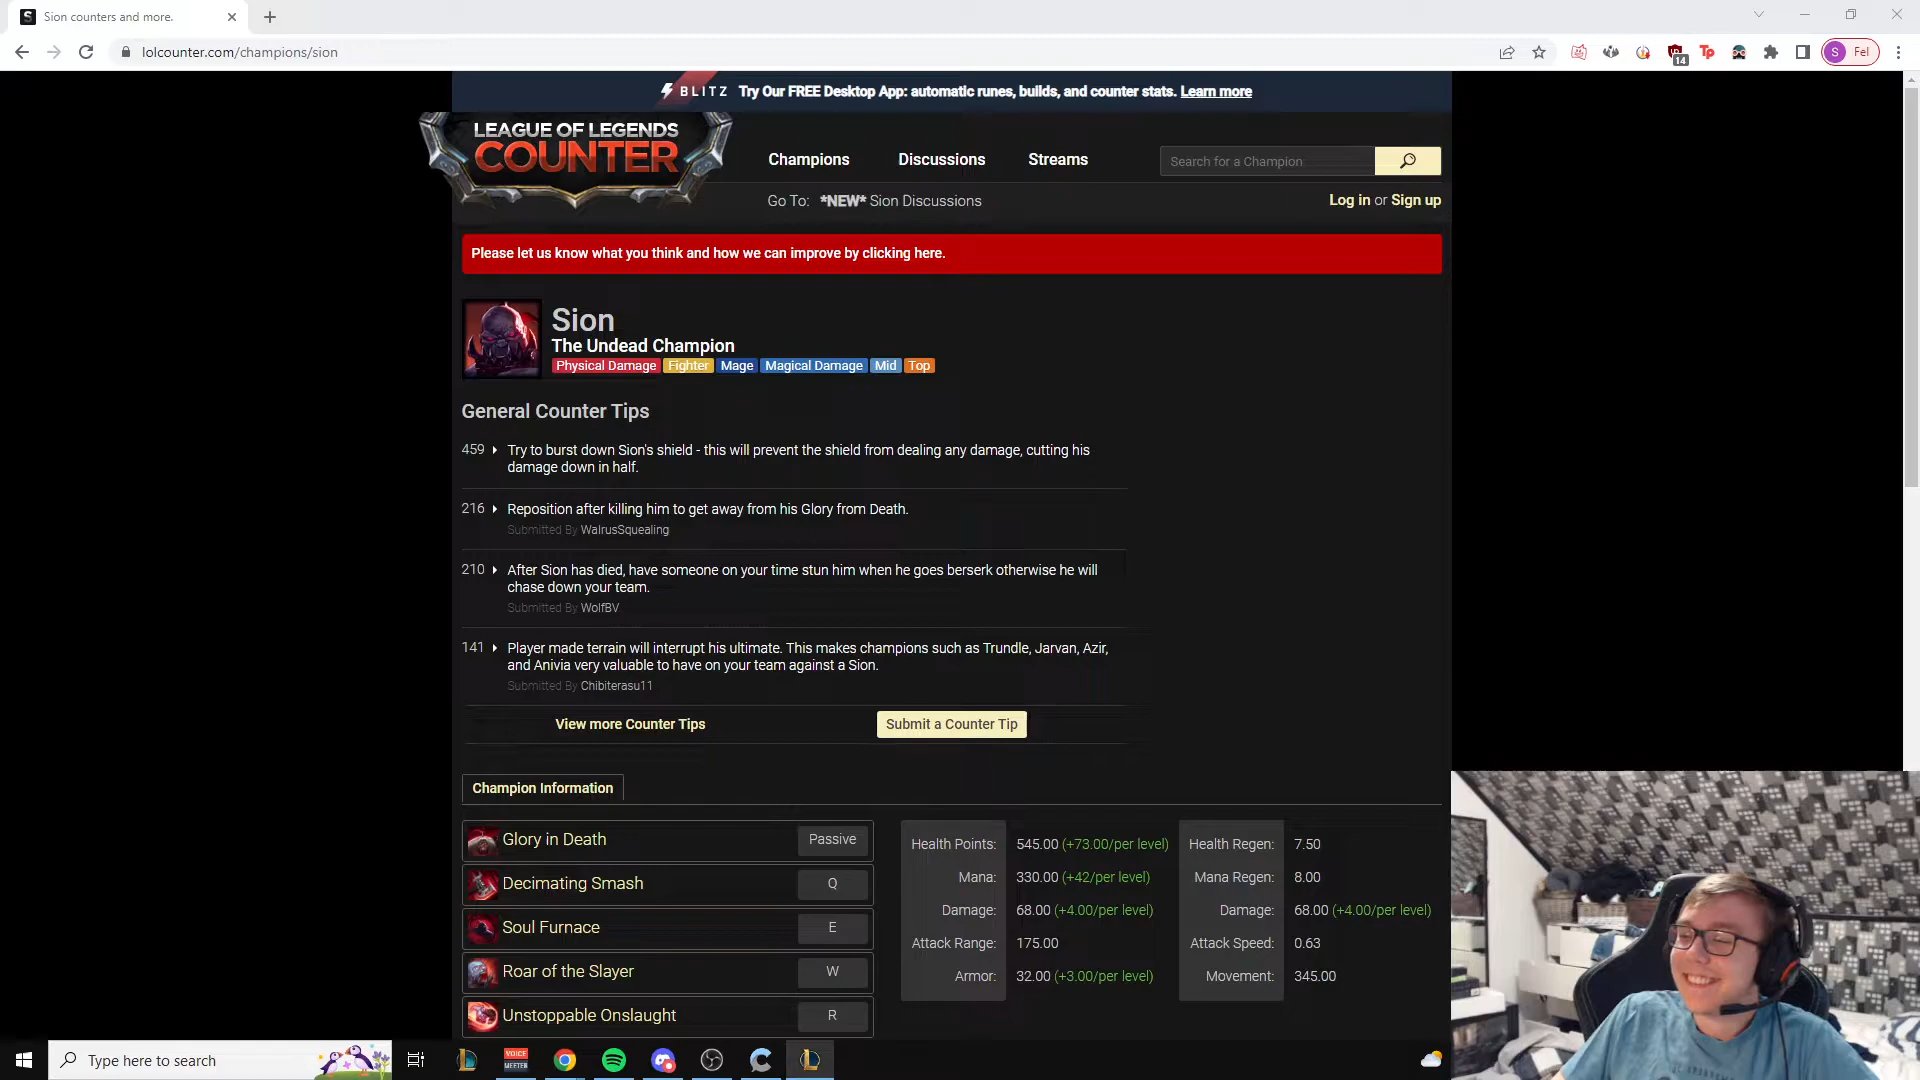 Sion counters and more.
lolcounter.com/champions/sion
14
TP
S Fel
BLITZ Try Our FREE Desktop App: automatic runes, builds, and counter stats. Learn more
LEAGUE OF LEGENDS
COUNTER
Champions Discussions Streams
Search for a Champion
Go To: *NEW* Sion Discussions
Log in or Sign up
Please let us know what you think and how we can improve by clicking here.
Sion
The Undead Champion
Physical Damage Fighter Mage Magical Damage Mid Top
General Counter Tips
459 Try to burst down Sion's shield - this will prevent the shield from dealing any damage, cutting his
damage down in half.
216 Reposition after killing him to get away from his Glory from Death.
Submitted By WalrusSquealing
210 After Sion has died, have someone on your time stun him when he goes berserk otherwise he will
chase down your team.
Submitted By WolfBV
141 Player made terrain will interrupt his ultimate. This makes champions such as Trundle, Jarvan, Azir,
and Anivia very valuable to have on your team against a Sion.
Submitted By Chibiterasu11
View more Counter Tips Submit a Counter Tip
Champion Information
Glory in Death Passive
Decimating Smash Q
Soul Furnace E
Roar of the Slayer W
Unstoppable Onslaught R
Health Points: 545.00 (+73.00/per level)
Mana: 330.00 (+42/per level)
Damage: 68.00 (+4.00/per level)
Attack Range: 175.00
Armor: 32.00 (+3.00/per level)
Health Regen: 7.50
Mana Regen: 8.00
Damage: 68.00 (+4.00/per level)
Attack Speed: 0.63
Movement: 345.00
Type here to search
VOICE
MEETER